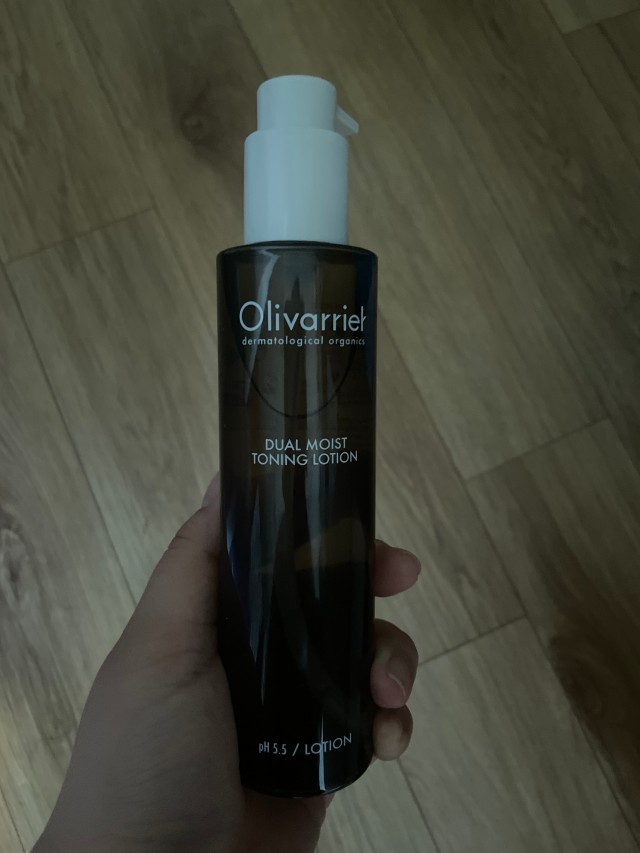 Olivarrier
dermatological organics
DUAL MOIST
TONING LOTION
pH 5.5 / LOTION